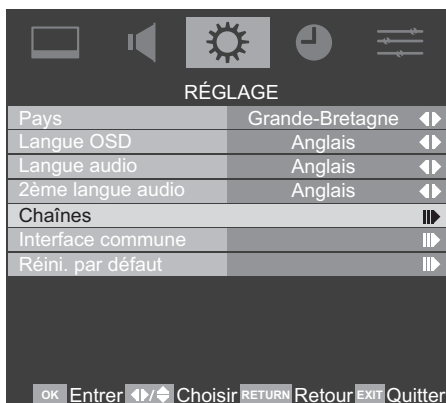 RÉGLAGE
Pays Grande-Bretagne
Langue OSD Anglais
Langue audio Anglais
2ème langue audio Anglais
Chaînes
Interface commune
Réini. par défaut
OK Entrer Choisir RETURN Retour EXIT Quitter